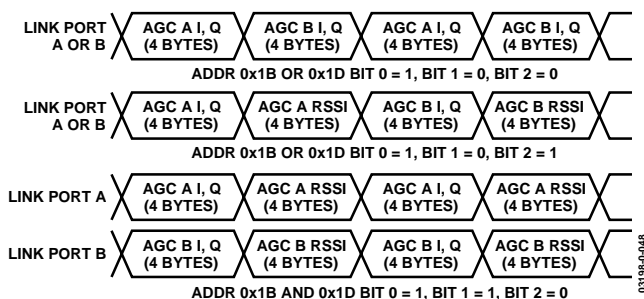 LINK PORT A OR B
AGC A I, Q (4 BYTES) AGC B I, Q (4 BYTES) AGC A I, Q (4 BYTES) AGC B I, Q (4 BYTES)
ADDR 0x1B OR 0x1D BIT 0 = 1, BIT 1 = 0, BIT 2 = 0
LINK PORT A OR B
AGC A I, Q (4 BYTES) AGC A RSSI (4 BYTES) AGC B I, Q (4 BYTES) AGC B RSSI (4 BYTES)
ADDR 0x1B OR 0x1D BIT 0 = 1, BIT 1 = 0, BIT 2 = 1
LINK PORT A
AGC A I, Q (4 BYTES) AGC A RSSI (4 BYTES) AGC A I, Q (4 BYTES) AGC A RSSI (4 BYTES)
LINK PORT B
AGC B I, Q (4 BYTES) AGC B RSSI (4 BYTES) AGC B I, Q (4 BYTES) AGC B RSSI (4 BYTES)
ADDR 0x1B AND 0x1D BIT 0 = 1, BIT 1 = 1, BIT 2 = 0
03198-0-048